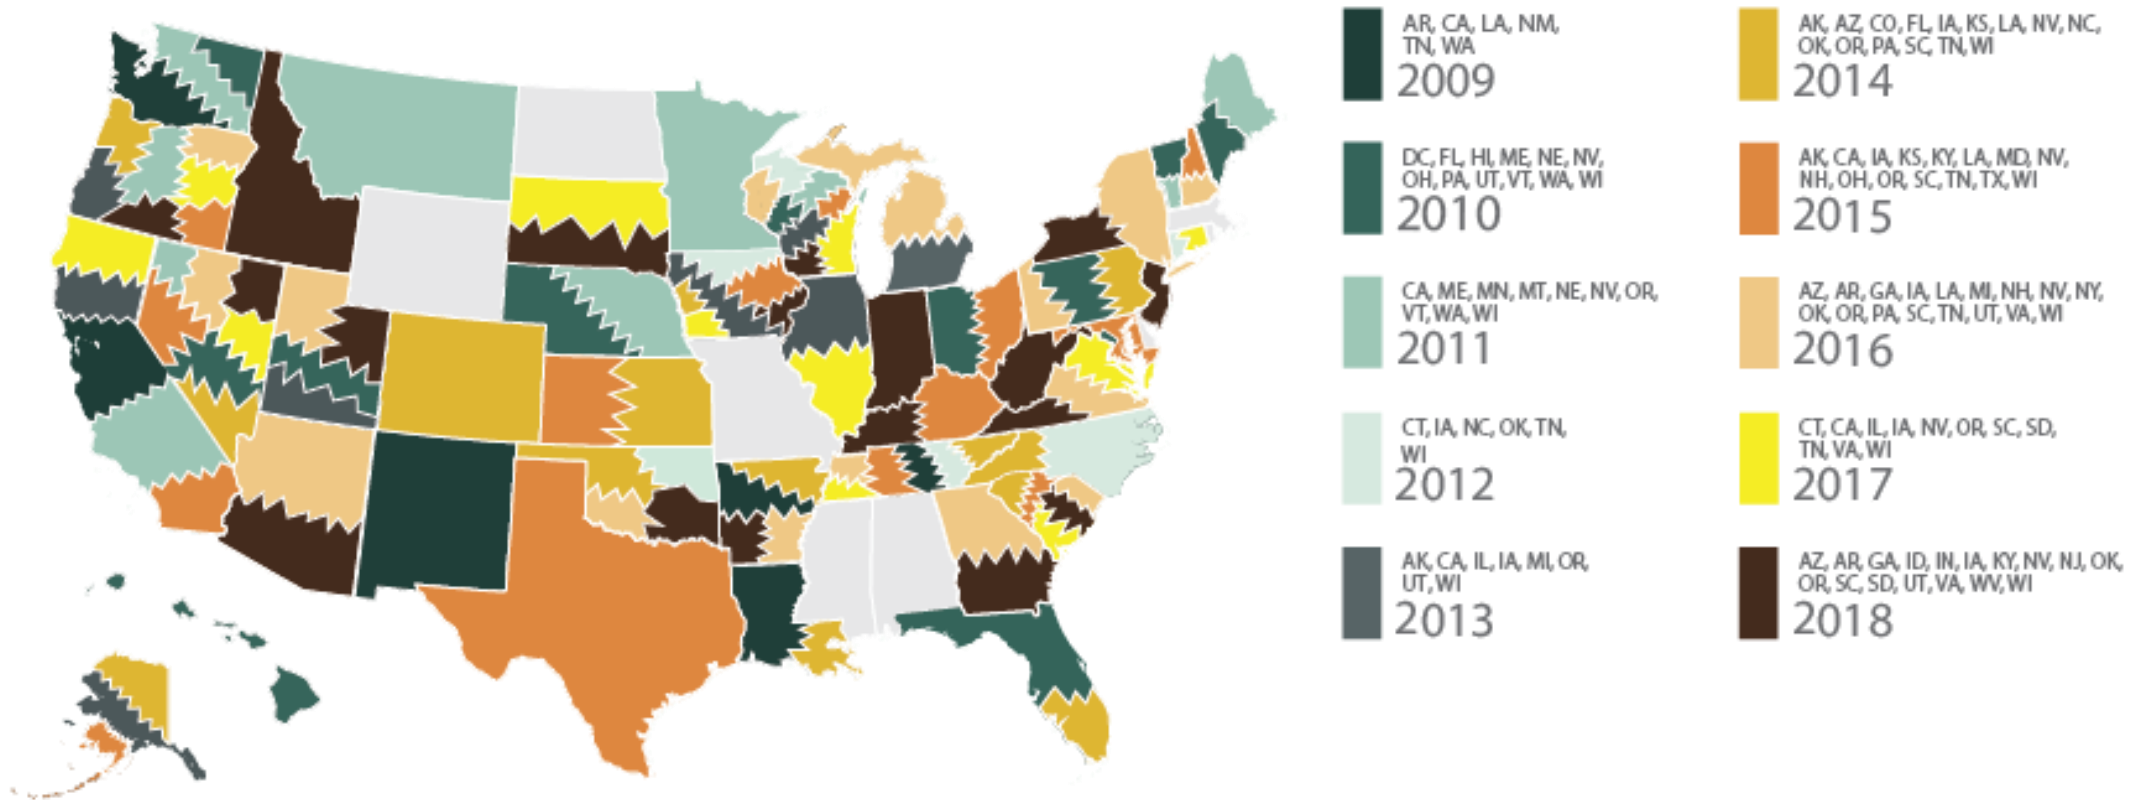 AR, CA, LA, NM,
TN, WA
2009
DC, FL, HI, ME, NE, NV,
OH, PA, UT, VT, WA, WI
2010
CA, ME, MN, MT, NE, NV, OR,
VT, WA, WI
2011
CT, IA, NC, OK, TN,
WI
2012
AK, CA, IL, IA, MI, OR,
UT, WI
2013
AK, AZ, CO, FL, IA, KS, LA, NV, NC,
OK, OR, PA, SC, TN, WI
2014
AK, CA, IA, KS, KY, LA, MD, NV,
NH, OH, OR, SC, TN, TX, WI
2015
AZ, AR, GA, IA, LA, MI, NH, NV, NY,
OK, OR, PA, SC, TN, UT, VA, WI
2016
CT, CA, IL, IA, NV, OR, SC, SD,
TN, VA, WI
2017
AZ, AR, GA, ID, IN, IA, KY, NV, NJ, OK,
OR, SC, SD, UT, VA, WV, WI
2018